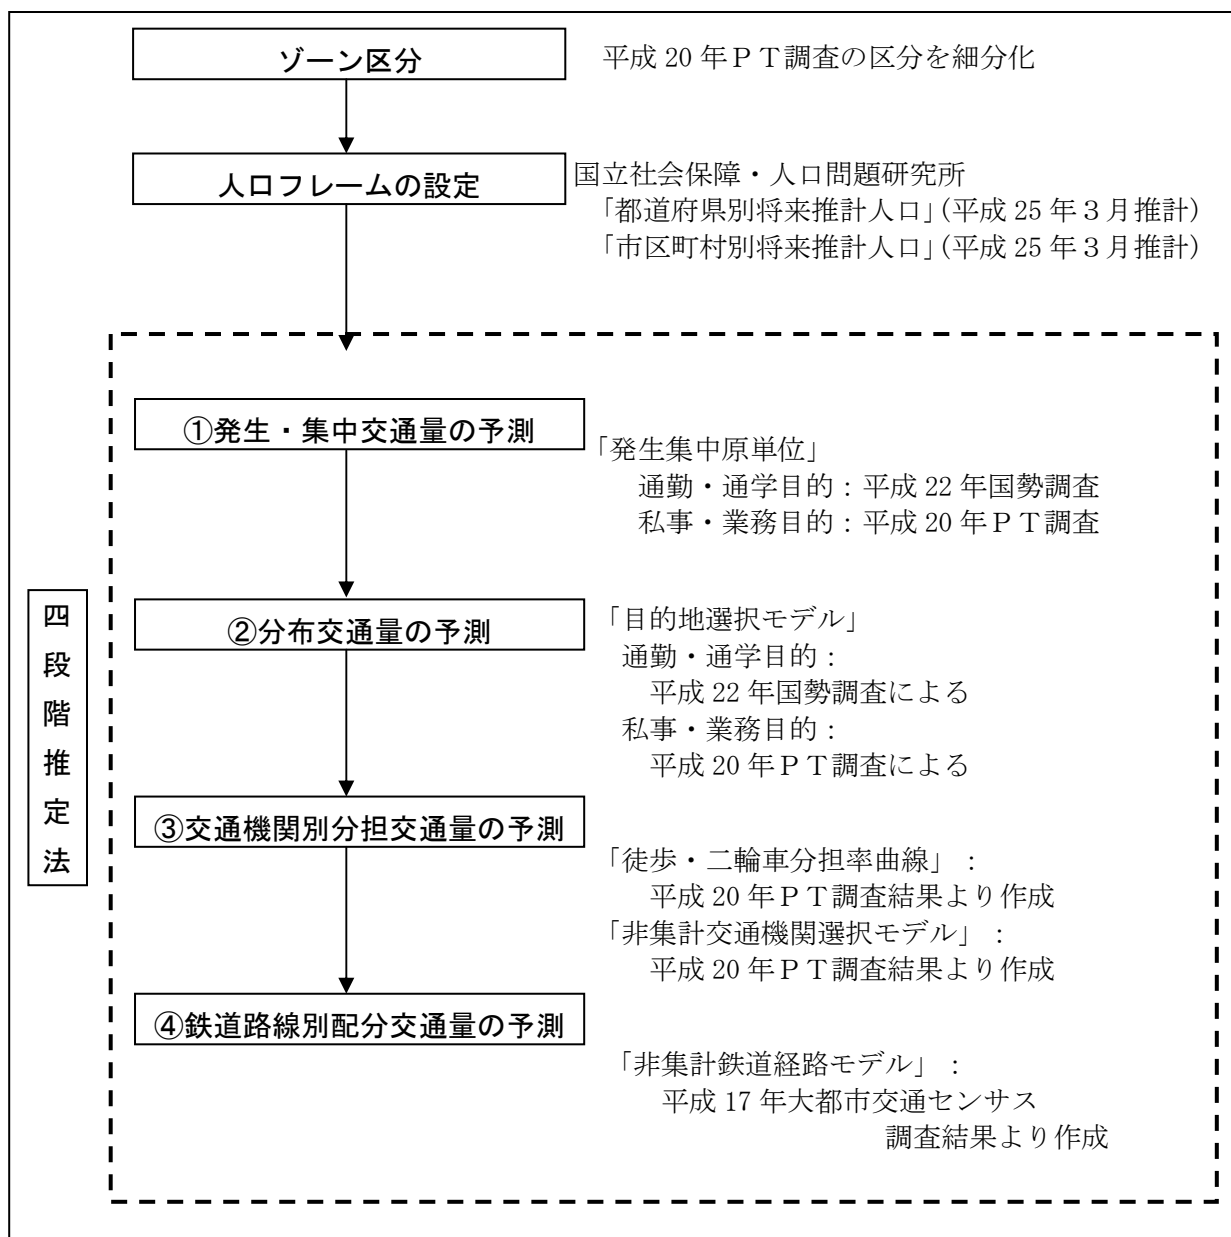 ゾーン区分
平成 20 年ＰＴ調査の区分を細分化
人口フレームの設定
国立社会保障・人口問題研究所
「都道府県別将来推計人口」（平成 25 年３月推計）
「市区町村別将来推計人口」（平成 25 年３月推計）
四段階推定法
①発生・集中交通量の予測
「発生集中原単位」
通勤・通学目的：平成 22 年国勢調査
私事・業務目的：平成 20 年ＰＴ調査
②分布交通量の予測
「目的地選択モデル」
通勤・通学目的：
平成 22 年国勢調査による
私事・業務目的：
平成 20 年ＰＴ調査による
③交通機関別分担交通量の予測
「徒歩・二輪車分担率曲線」：
平成 20 年ＰＴ調査結果より作成
「非集計交通機関選択モデル」：
平成 20 年ＰＴ調査結果より作成
④鉄道路線別配分交通量の予測
「非集計鉄道経路モデル」：
平成 17 年大都市交通センサス
調査結果より作成